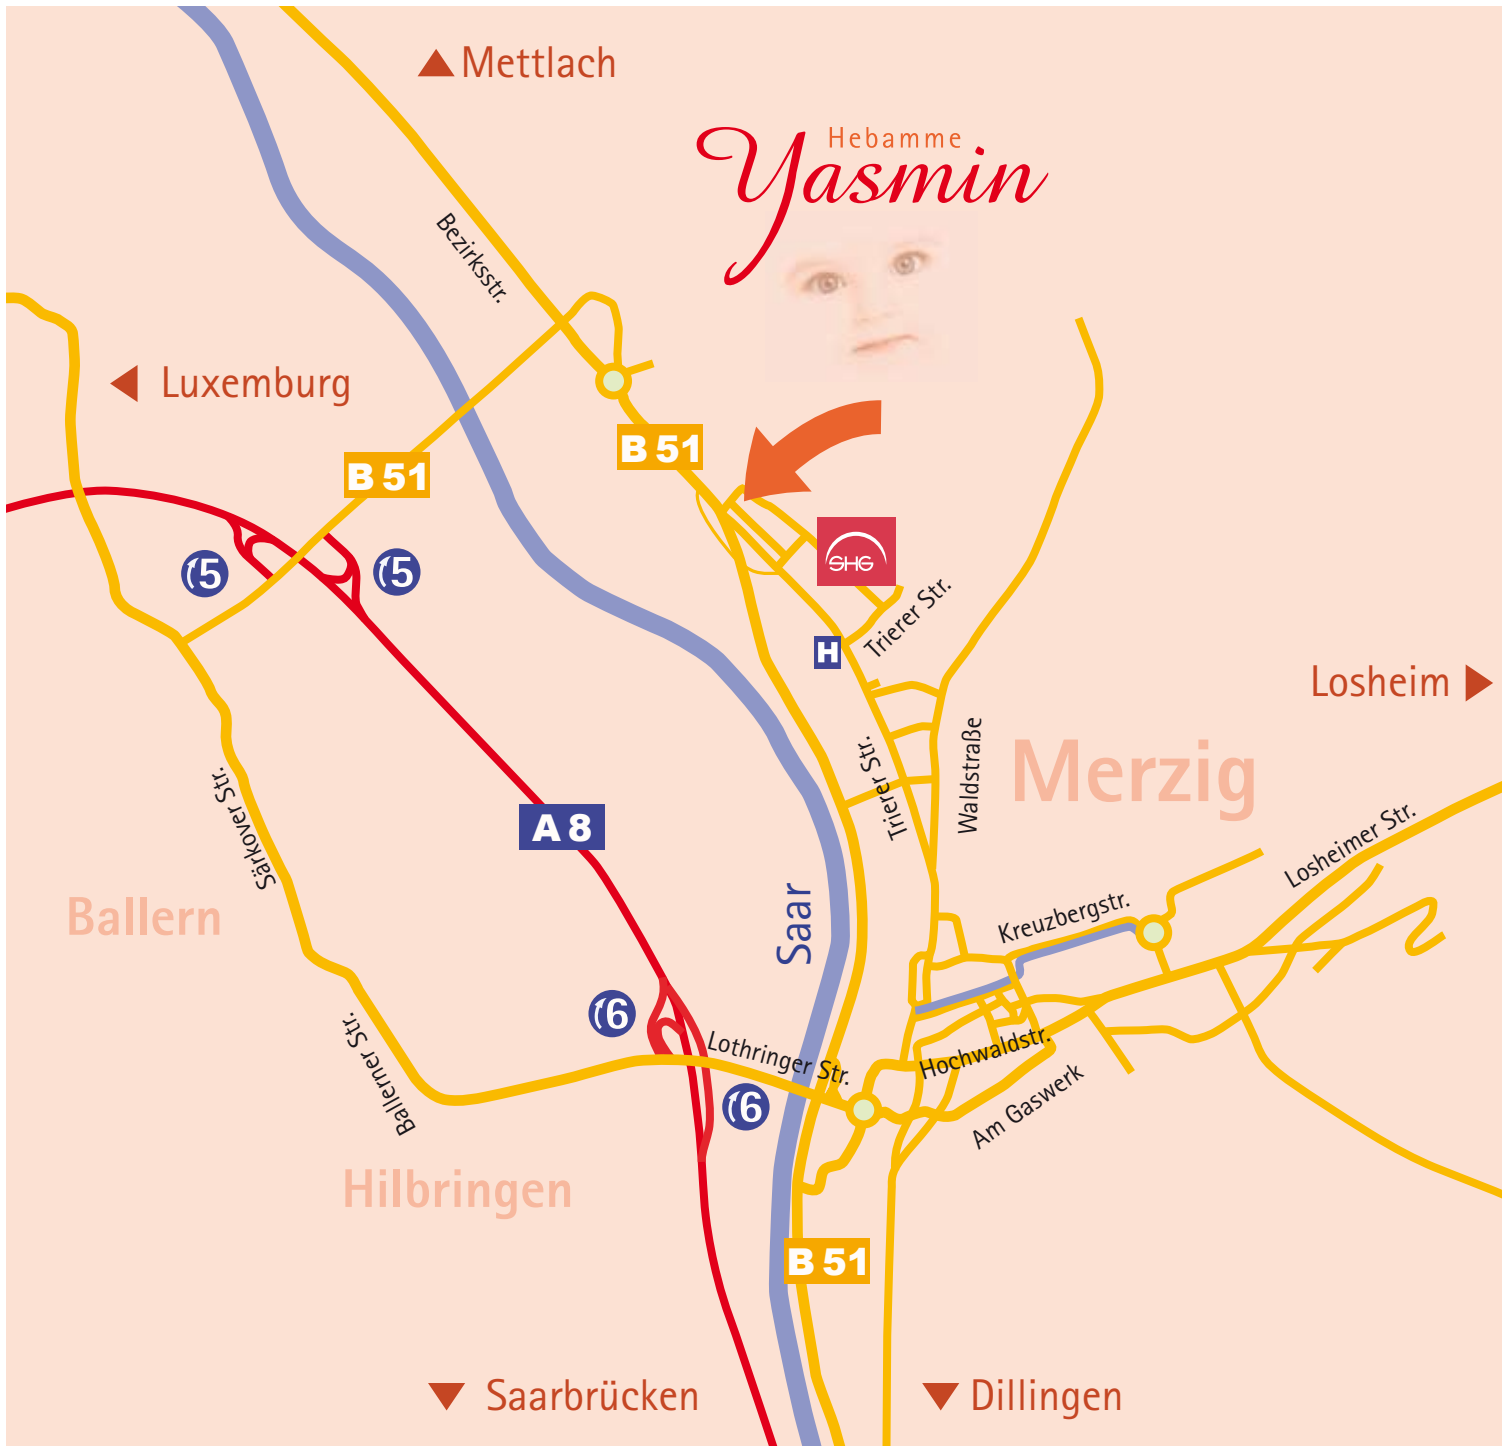 Mettlach
Hebamme
Yasmin
Bezirksstr.
Luxemburg
B 51
B 51
5
5
SHG
Trierer Str.
H
Losheim
Merzig
Waldstraße
Trierer Str.
Trierer Str.
Särkover Str.
A 8
Losheimer Str.
Ballern
Saar
Kreuzbergstr.
6
Lothringer Str.
Hochwaldstr.
Ballerner Str.
6
Am Gaswerk
Hilbringen
B 51
Saarbrücken
Dillingen